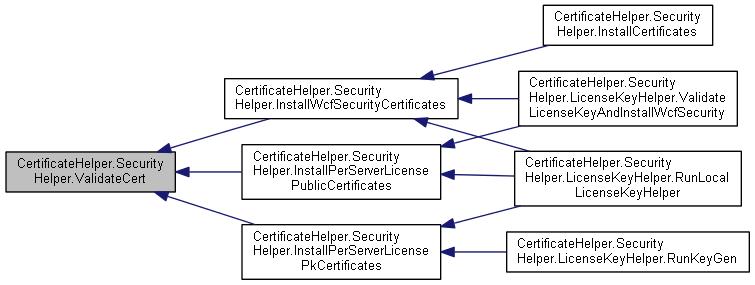 CertificateHelper.Security
Helper.ValidateCert
CertificateHelper.Security
Helper.InstallWcfSecurityCertificates
CertificateHelper.Security
Helper.InstallPerServerLicense
PublicCertificates
CertificateHelper.Security
Helper.InstallPerServerLicense
PkCertificates
CertificateHelper.Security
Helper.InstallCertificates
CertificateHelper.Security
Helper.LicenseKeyHelper.Validate
LicenseKeyAndInstallWcfSecurity
CertificateHelper.Security
Helper.LicenseKeyHelper.RunLocal
LicenseKeyHelper
CertificateHelper.Security
Helper.LicenseKeyHelper.RunKeyGen